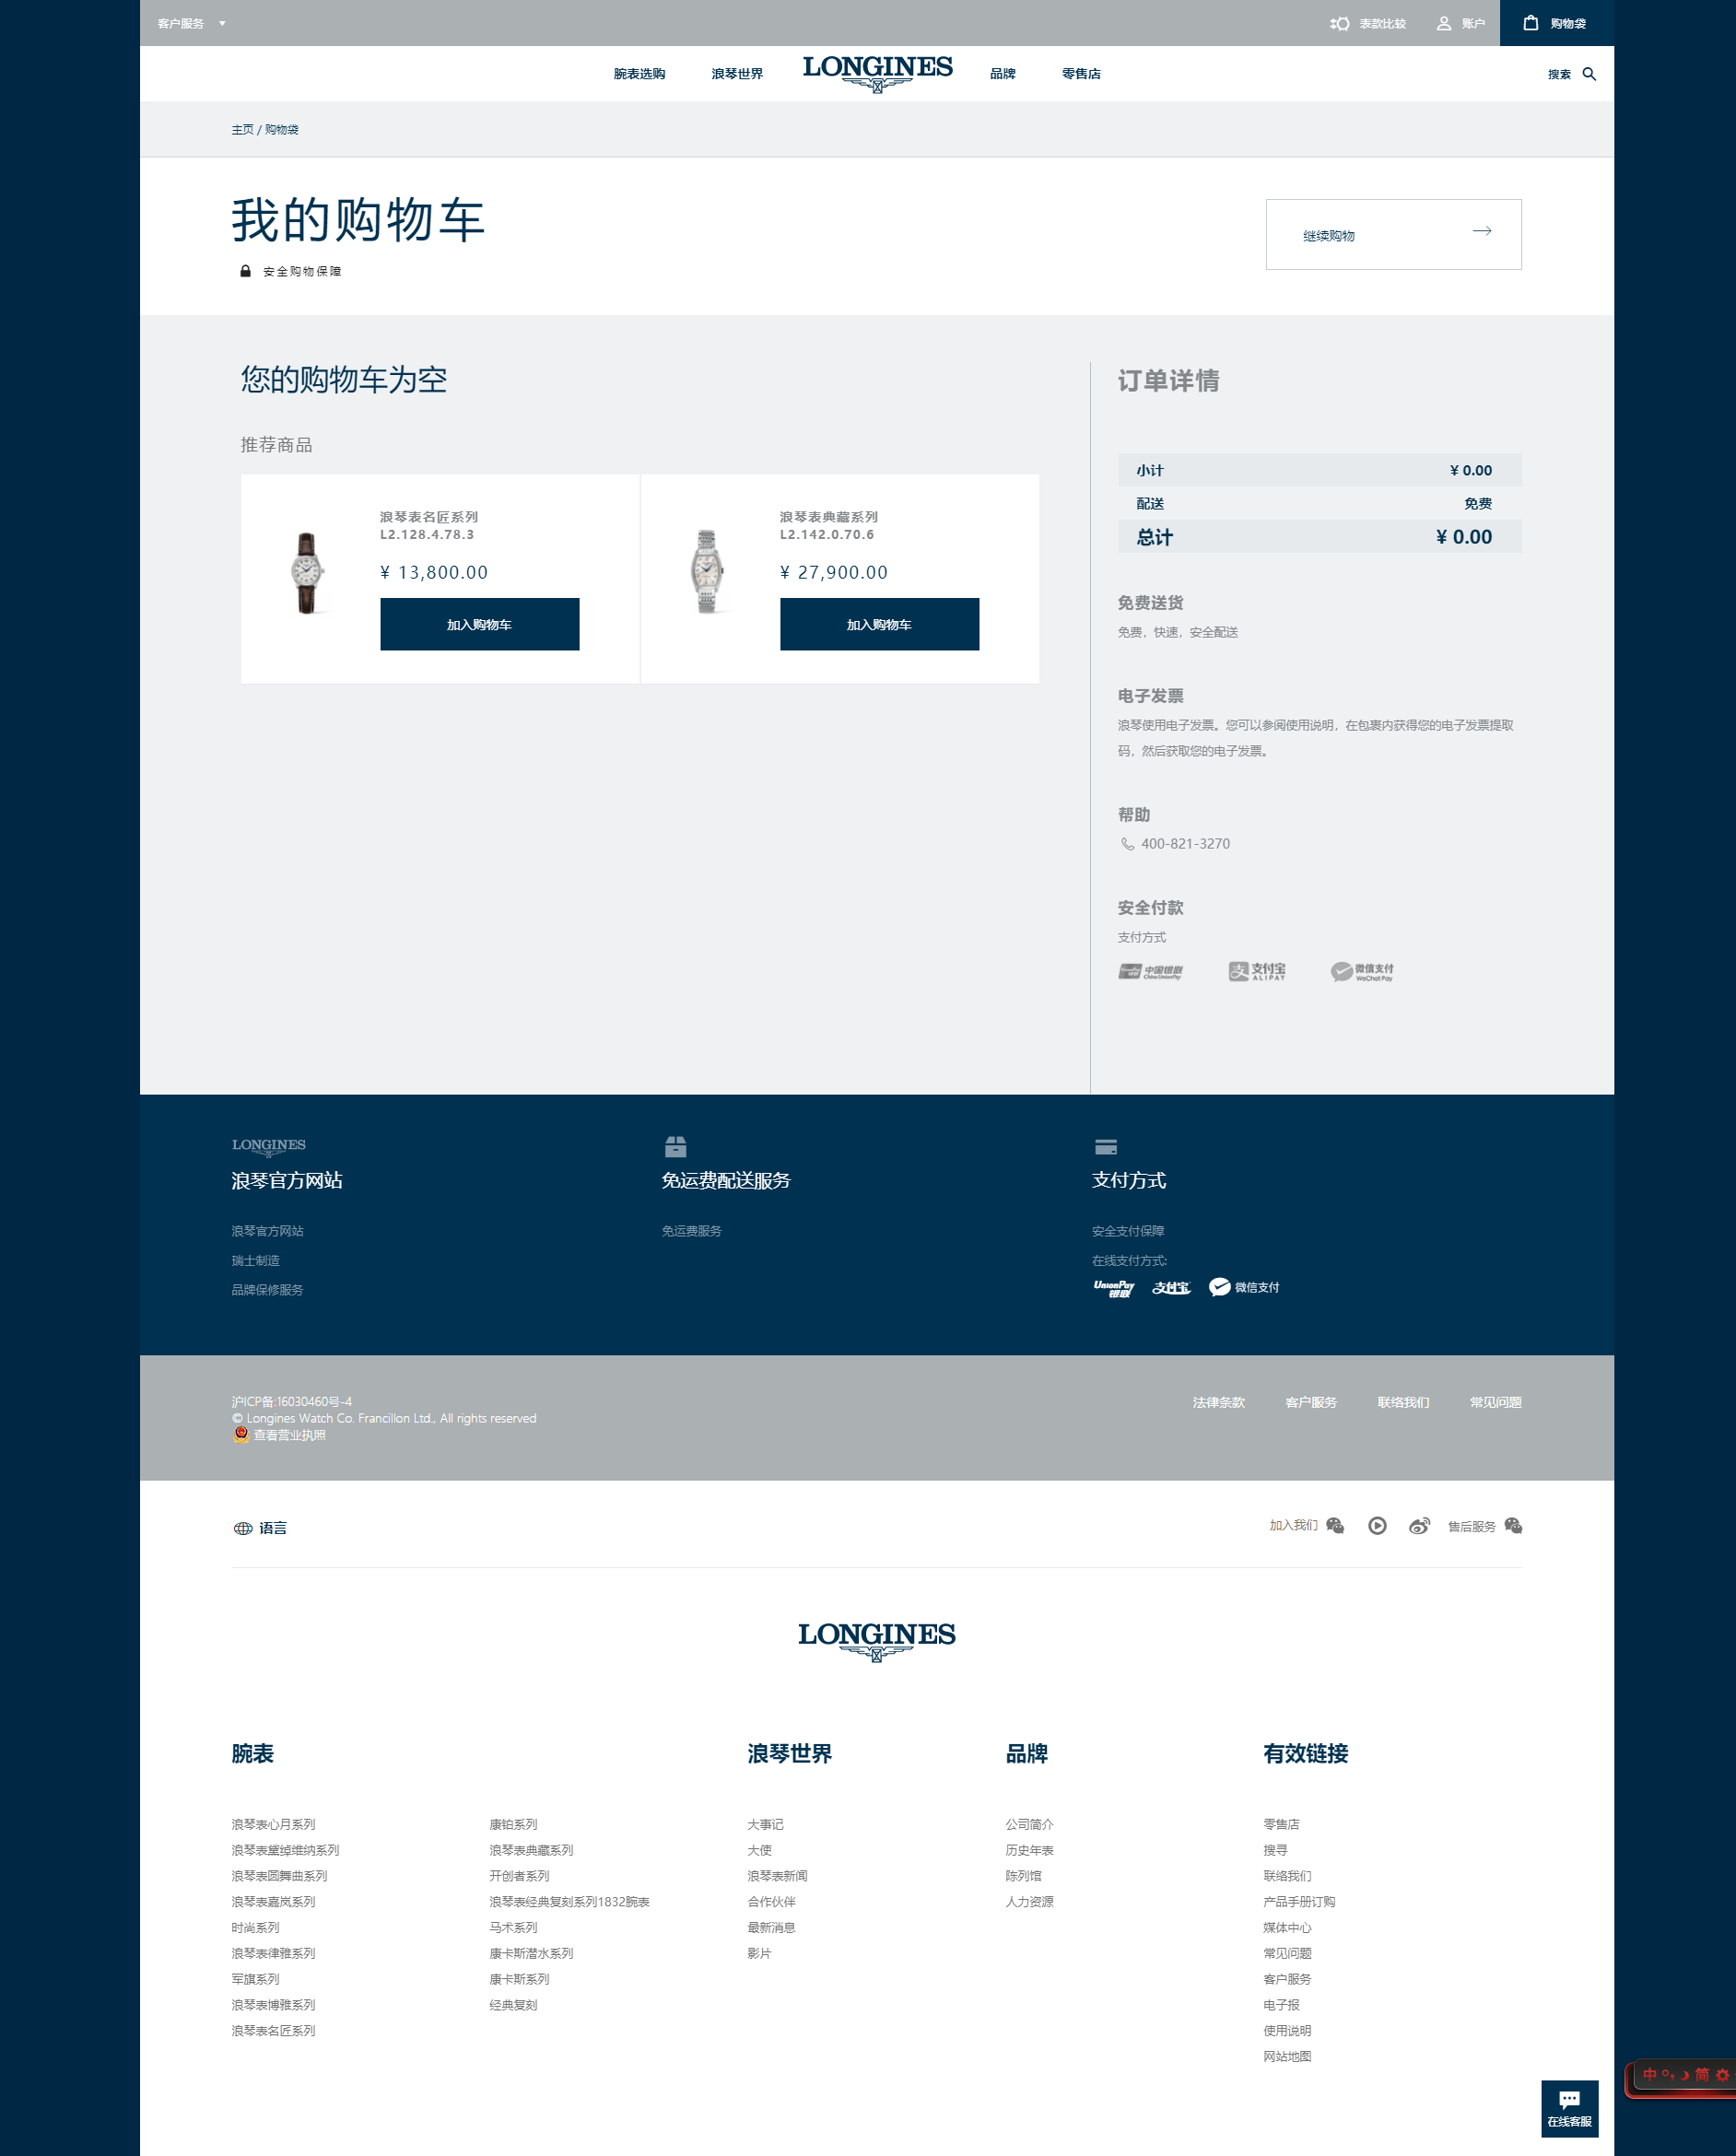 客户服务
表款比较
账户
购物袋
腕表选购
浪琴世界
LONGINES
品牌
零售店
搜索
主页 / 购物袋
我的购物车
安全购物保障
继续购物
您的购物车为空
推荐商品
浪琴表名匠系列
L2.128.4.78.3
¥ 13,800.00
加入购物车
浪琴表典藏系列
L2.142.0.70.6
¥ 27,900.00
加入购物车
订单详情
小计 ¥ 0.00
配送 免费
总计 ¥ 0.00
免费送货
免费，快速，安全配送
电子发票
浪琴使用电子发票。您可以参阅使用说明，在包裹内获得您的电子发票提取
码，然后获取您的电子发票。
帮助
400-821-3270
安全付款
支付方式
UnionPay 中国银联 China UnionPay
支付宝 ALIPAY
微信支付 WeChat Pay
LONGINES
浪琴官方网站
浪琴官方网站
瑞士制造
品牌保修服务
免运费配送服务
免运费服务
支付方式
安全支付保障
在线支付方式:
UnionPay 银联
支付宝
微信支付
沪ICP备:16030460号-4
© Longines Watch Co. Francillon Ltd., All rights reserved
查看营业执照
法律条款
客户服务
联络我们
常见问题
语言
加入我们
售后服务
LONGINES
腕表
浪琴表心月系列
浪琴表黛绰维纳系列
浪琴表圆舞曲系列
浪琴表嘉岚系列
时尚系列
浪琴表律雅系列
军旗系列
浪琴表博雅系列
浪琴表名匠系列
康铂系列
浪琴表典藏系列
开创者系列
浪琴表经典复刻系列1832腕表
马术系列
康卡斯潜水系列
康卡斯系列
经典复刻
浪琴世界
大事记
大使
浪琴表新闻
合作伙伴
最新消息
影片
品牌
公司简介
历史年表
陈列馆
人力资源
有效链接
零售店
搜寻
联络我们
产品手册订购
媒体中心
常见问题
客户服务
电子报
使用说明
网站地图
中 简
在线客服